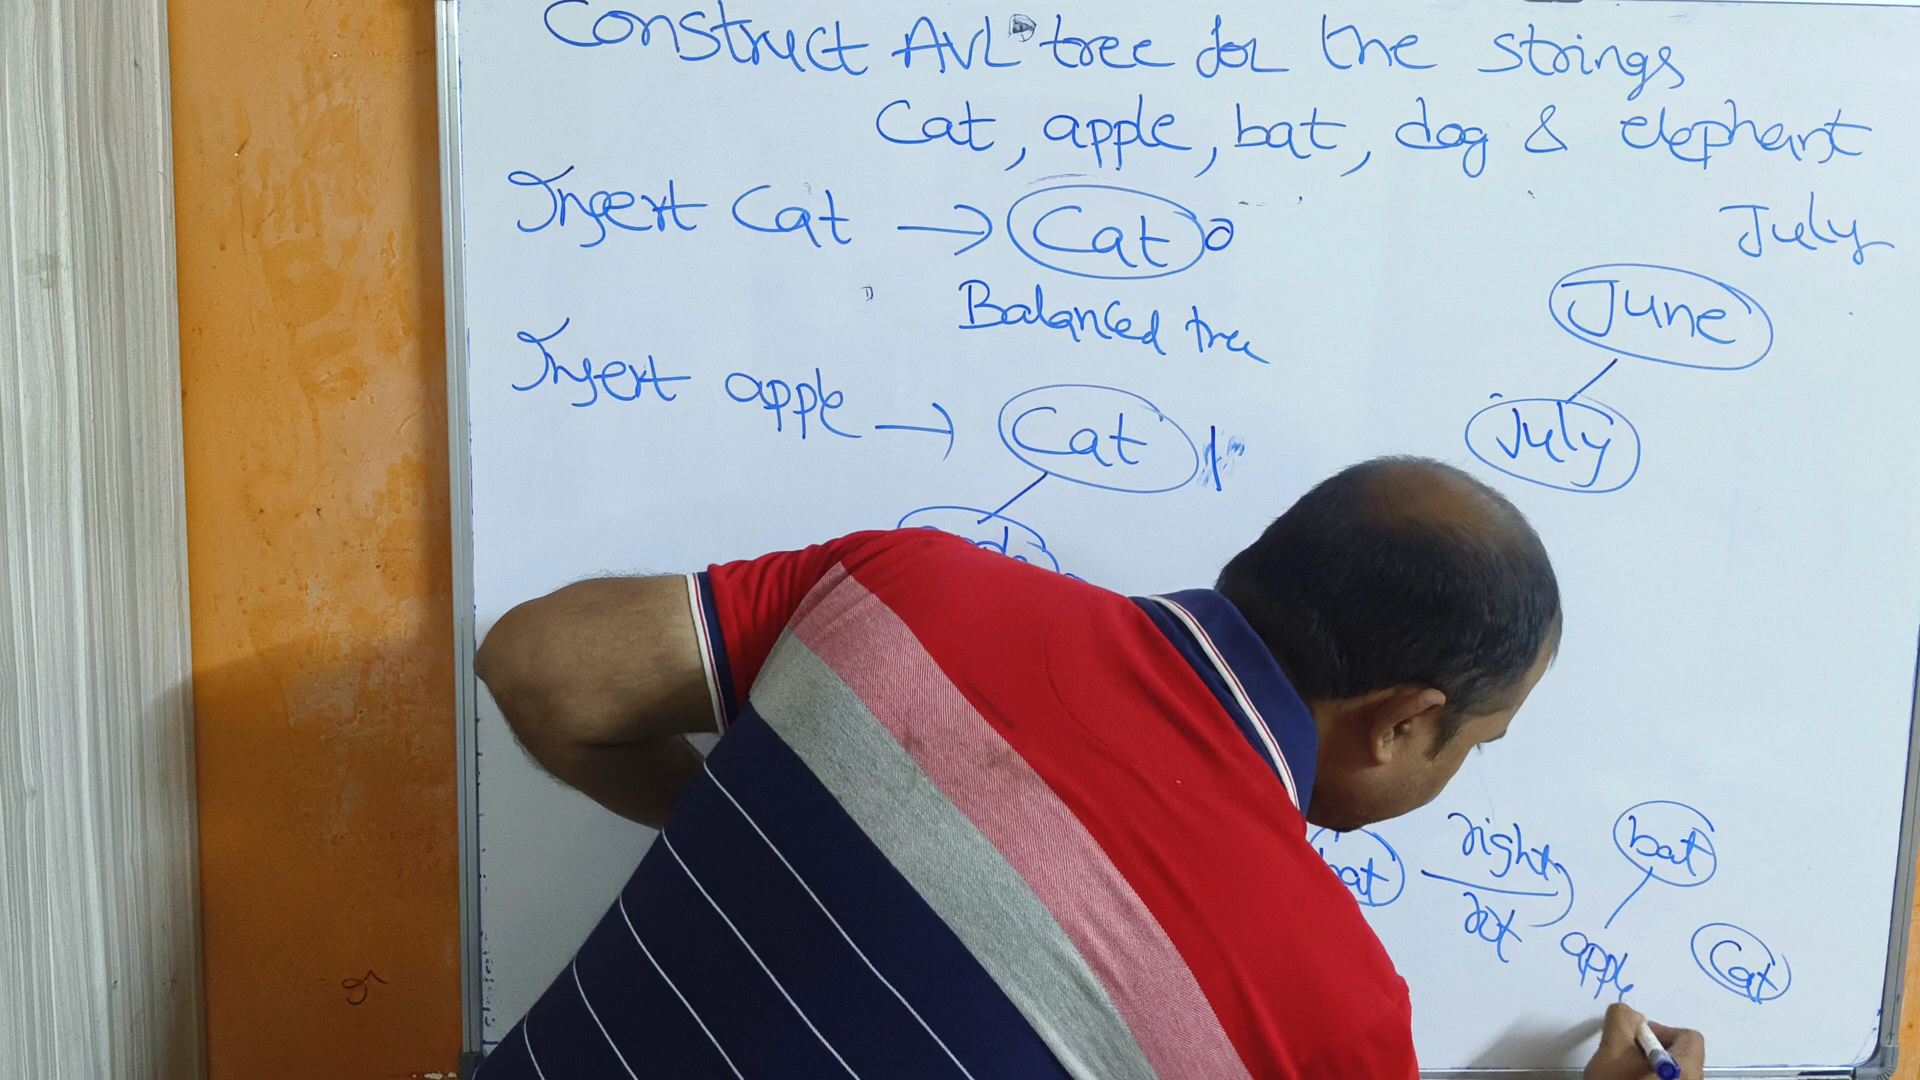 Construct AVL tree for the strings
Cat, apple, bat, dog & elephant
Insert Cat → Cat 0
July
Balanced tree
June
Insert apple → Cat 1
July
bat right rot bat
apple Cat